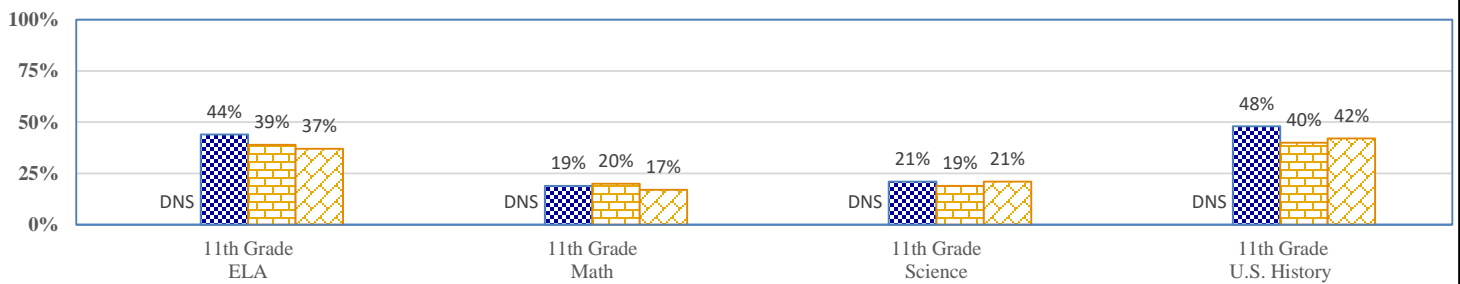 100%
75%
50%
25%
0%
DNS 44% 39% 37%
DNS 19% 20% 17%
DNS 21% 19% 21%
DNS 48% 40% 42%
11th Grade
ELA
11th Grade
Math
11th Grade
Science
11th Grade
U.S. History